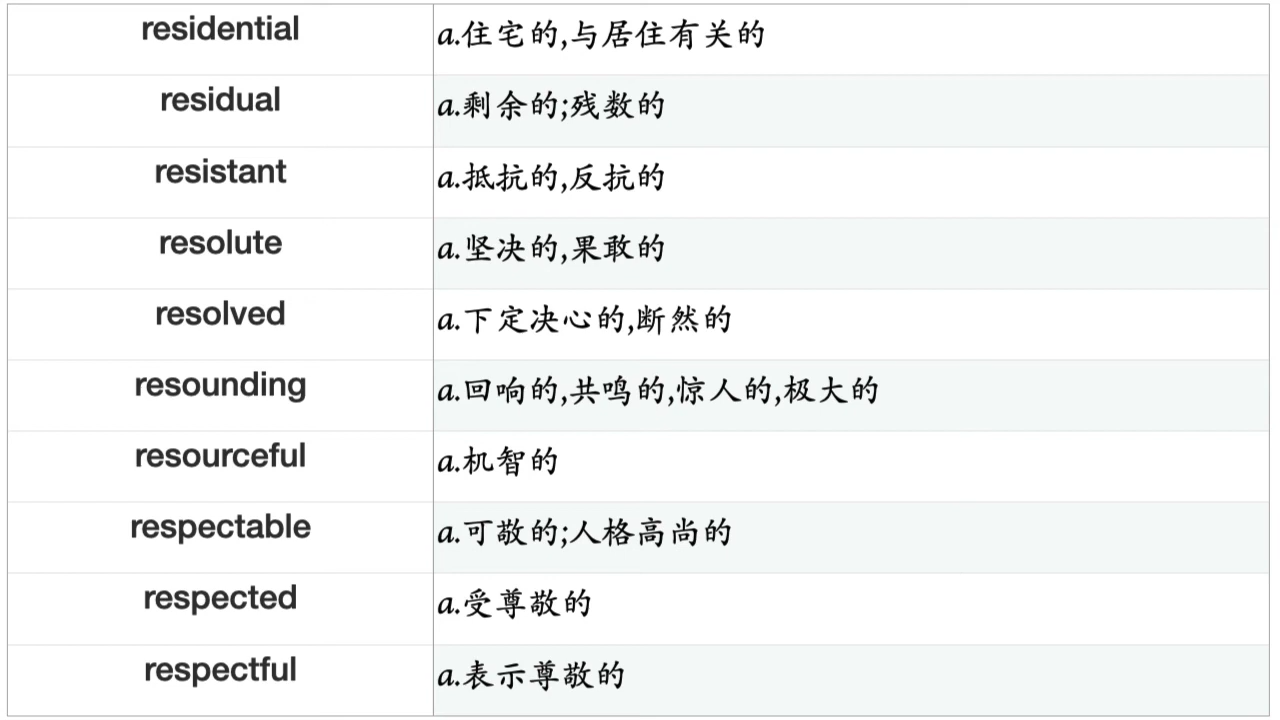 residential a.住宅的,与居住有关的
residual a.剩余的;残数的
resistant a.抵抗的,反抗的
resolute a.坚决的,果敢的
resolved a.下定决心的,断然的
resounding a.回响的,共鸣的,惊人的,极大的
resourceful a.机智的
respectable a.可敬的;人格高尚的
respected a.受尊敬的
respectful a.表示尊敬的